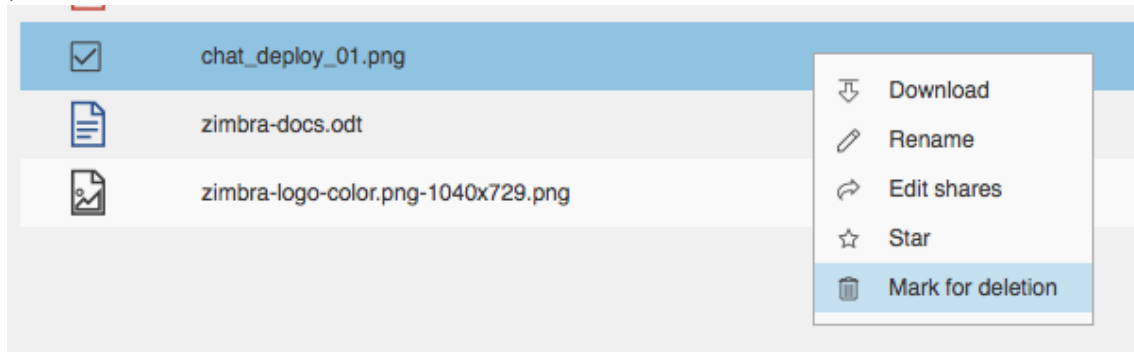 chat_deploy_01.png
Download
zimbra-docs.odt
Rename
zimbra-logo-color.png-1040x729.png
Edit shares
Star
Mark for deletion